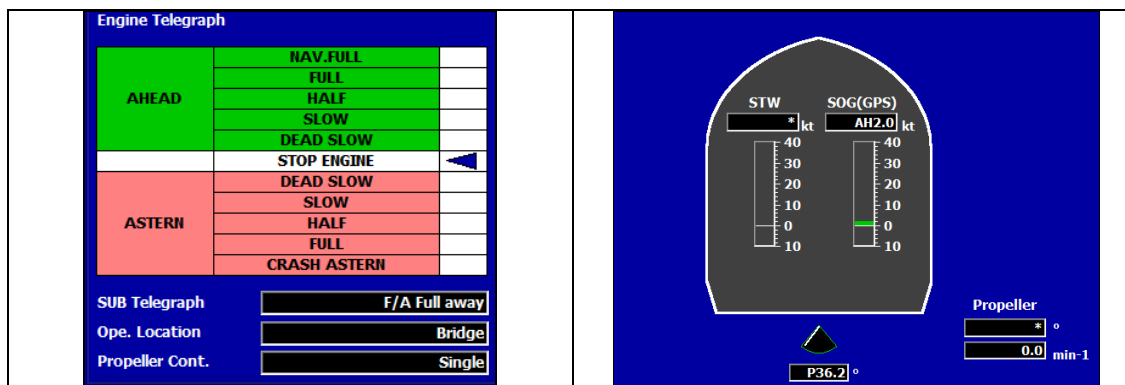 Engine Telegraph
AHEAD
NAV.FULL
FULL
HALF
SLOW
DEAD SLOW
STOP ENGINE
ASTERN
DEAD SLOW
SLOW
HALF
FULL
CRASH ASTERN
SUB Telegraph F/A Full away
Ope. Location Bridge
Propeller Cont. Single
STW SOG(GPS)
* kt AH2.0 kt
40 40
30 30
20 20
10 10
0 0
10 10
Propeller
* °
0.0 min-1
P36.2 °